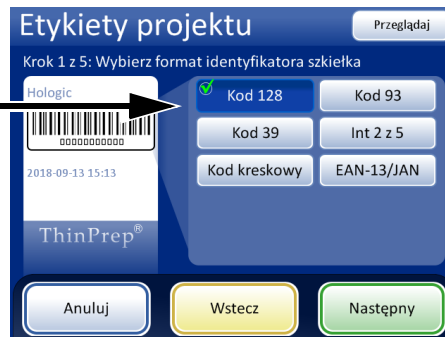 Etykiety projektu
Przeglądaj
Krok 1 z 5: Wybierz format identyfikatora szkiełka
Hologic
00000000000
2018-09-13 15:13
ThinPrep®
Kod 128
Kod 93
Kod 39
Int 2 z 5
Kod kreskowy
EAN-13/JAN
Anuluj
Wstecz
Następny